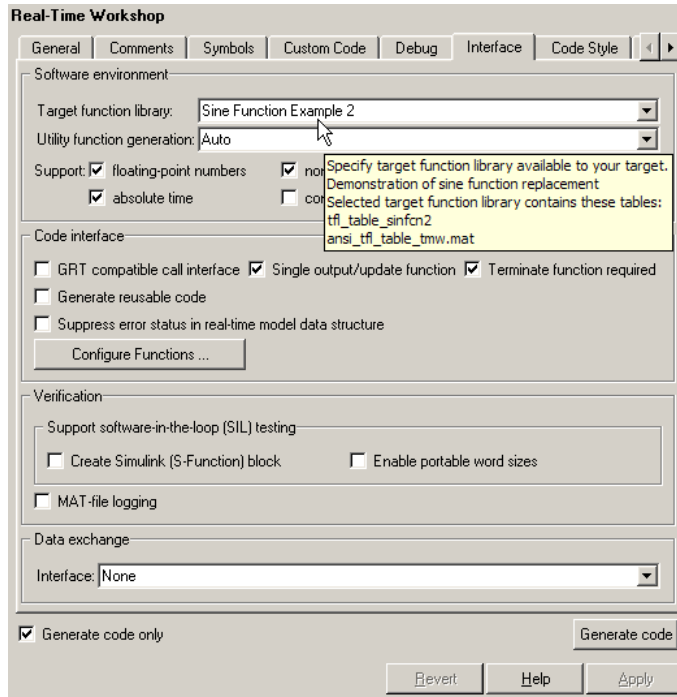 Real-Time Workshop
General Comments Symbols Custom Code Debug Interface Code Style
Software environment
Target function library: Sine Function Example 2
Utility function generation: Auto
Support: floating-point numbers
absolute time
Specify target function library available to your target.
Demonstration of sine function replacement
Selected target function library contains these tables:
tfl_table_sinfcn2
ansi_tfl_table_tmw.mat
Code interface
GRT compatible call interface Single output/update function Terminate function required
Generate reusable code
Suppress error status in real-time model data structure
Configure Functions ...
Verification
Support software-in-the-loop (SIL) testing
Create Simulink (S-Function) block Enable portable word sizes
MAT-file logging
Data exchange
Interface: None
Generate code only Generate code
Revert Help Apply